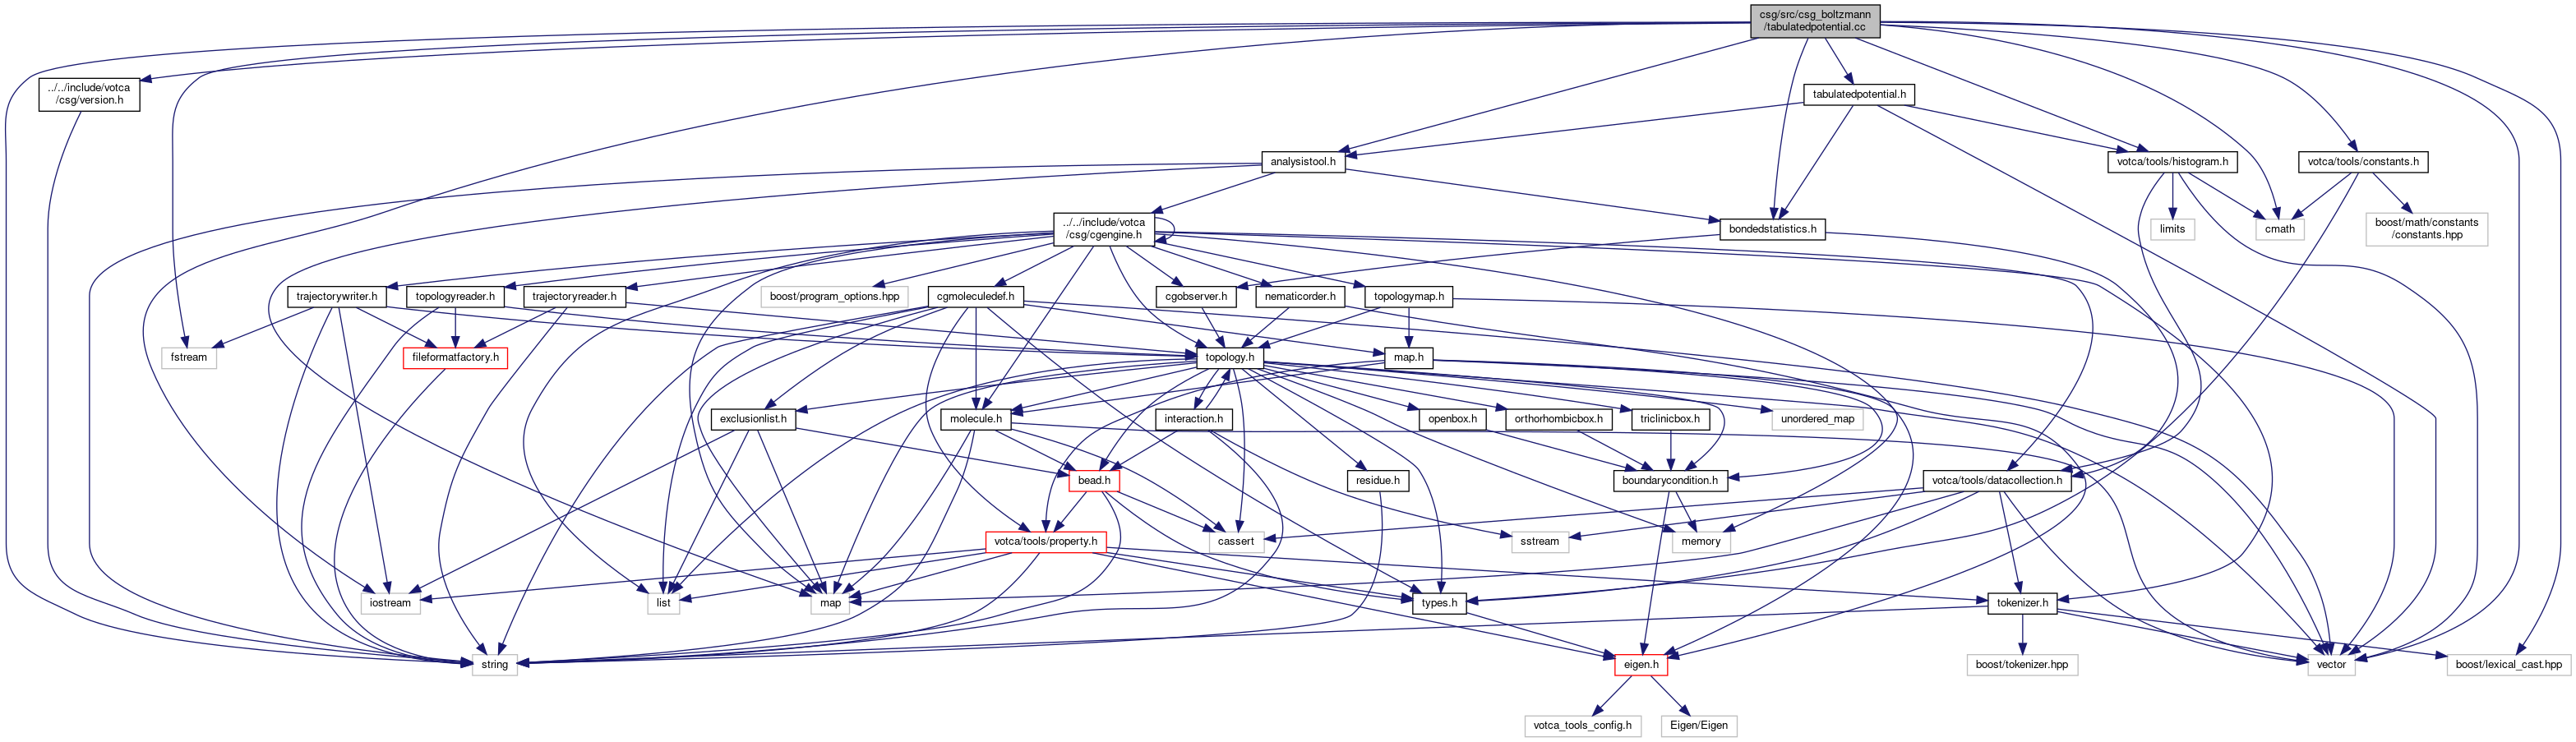 csg/src/csg_boltzmann
/tabulatedpotential.cc
../../include/votca
/csg/version.h
tabulatedpotential.h
analysistool.h
votca/tools/histogram.h
votca/tools/constants.h
../../include/votca
/csg/cgengine.h
bondedstatistics.h
limits
cmath
boost/math/constants
/constants.hpp
trajectorywriter.h
topologyreader.h
trajectoryreader.h
boost/program_options.hpp
cgmoleculedef.h
cgobserver.h
nematicorder.h
topologymap.h
fstream
fileformatfactory.h
topology.h
map.h
exclusionlist.h
molecule.h
interaction.h
openbox.h
orthorhombicbox.h
triclinicbox.h
unordered_map
bead.h
residue.h
boundarycondition.h
votca/tools/datacollection.h
votca/tools/property.h
cassert
sstream
memory
iostream
list
map
types.h
tokenizer.h
string
eigen.h
boost/tokenizer.hpp
vector
boost/lexical_cast.hpp
votca_tools_config.h
Eigen/Eigen